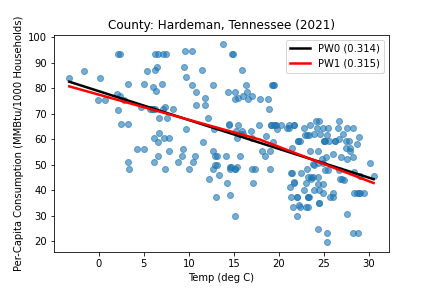 County: Hardeman, Tennessee (2021)
PW0 (0.314)
PW1 (0.315)
Per-Capita Consumption (MMBtu/1000 Households)
100
90
80
70
60
50
40
30
20
0 5 10 15 20 25 30
Temp (deg C)